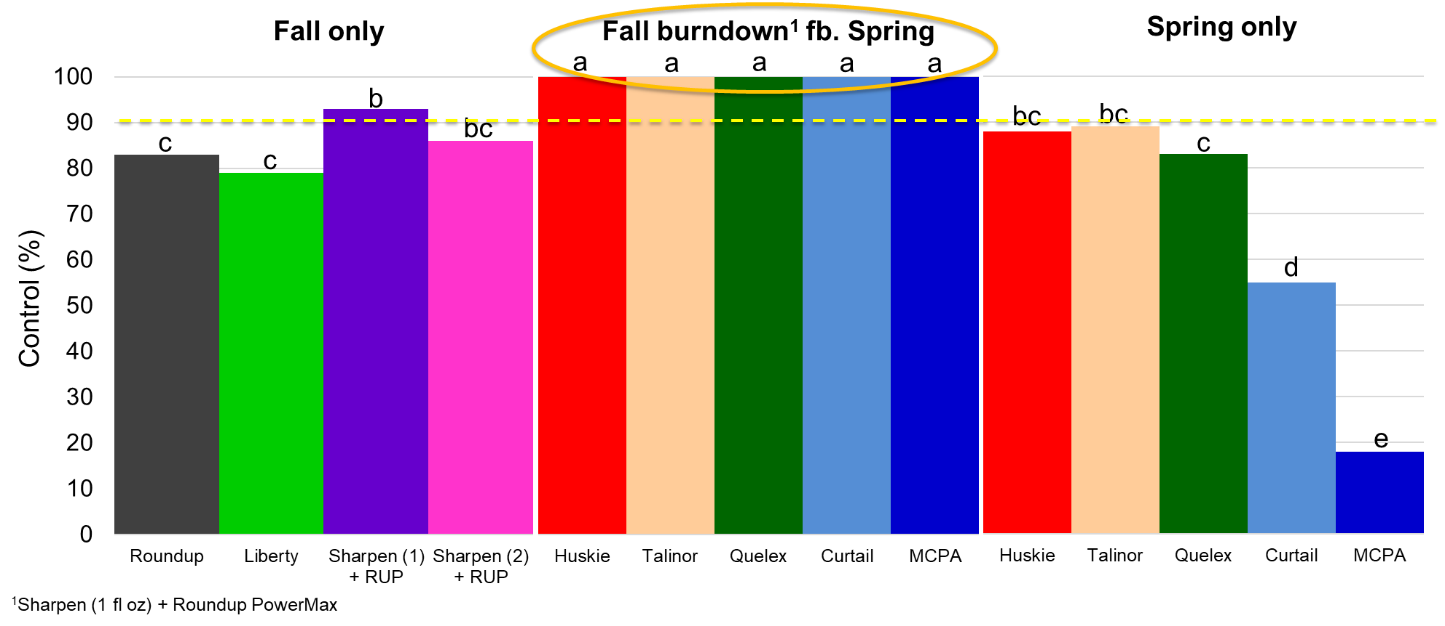 Fall only
Fall burndown¹ fb. Spring
Spring only
a a a a a
100
b
90
bc bc bc
c c
c
80
70
60
d
50
40
30
20
e
10
0
Control (%)
Roundup Liberty Sharpen (1) Sharpen (2) Huskie Talinor Quelex Curtail MCPA Huskie Talinor Quelex Curtail MCPA
+ RUP + RUP
¹Sharpen (1 fl oz) + Roundup PowerMax